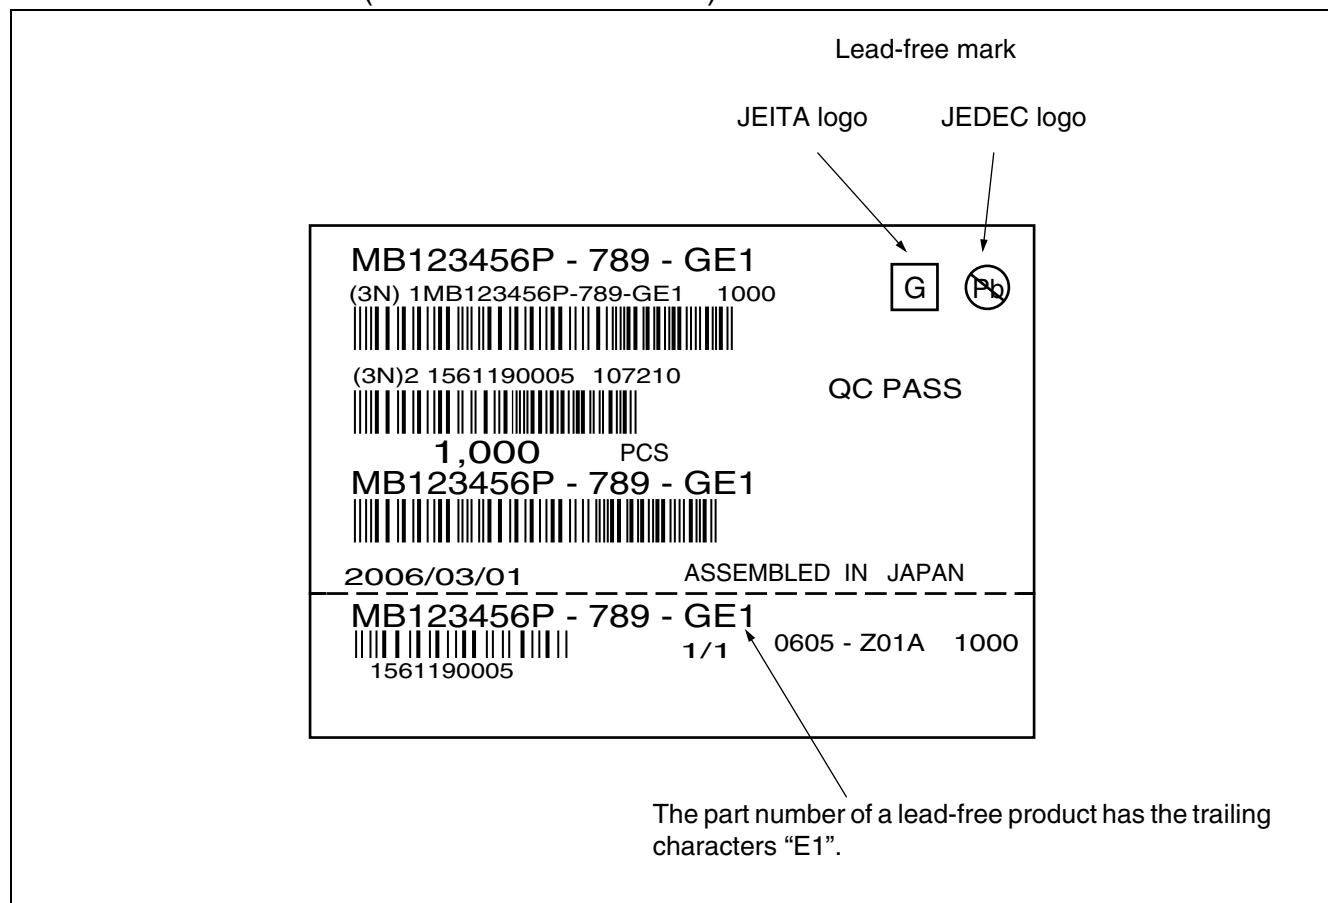 Lead-free mark
JEITA logo JEDEC logo
MB123456P - 789 - GE1
(3N) 1MB123456P-789-GE1 1000
G Pb
(3N)2 1561190005 107210
QC PASS
1,000 PCS
MB123456P - 789 - GE1
2006/03/01 ASSEMBLED IN JAPAN
MB123456P - 789 - GE1
1/1 0605 - Z01A 1000
1561190005
The part number of a lead-free product has the trailing
characters “E1”.